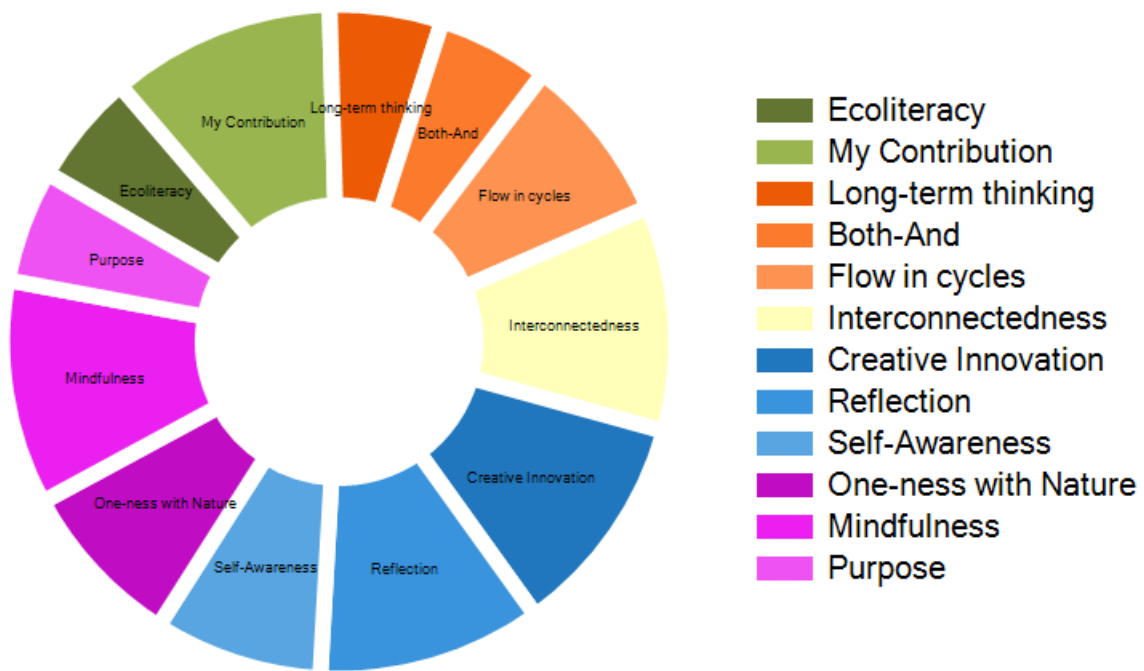 Long-term thinking
My Contribution
Both-And
Ecoliteracy
Flow in cycles
Purpose
Interconnectedness
Mindfulness
Creative Innovation
One-ness with Nature
Self-Awareness
Reflection
Ecoliteracy
My Contribution
Long-term thinking
Both-And
Flow in cycles
Interconnectedness
Creative Innovation
Reflection
Self-Awareness
One-ness with Nature
Mindfulness
Purpose